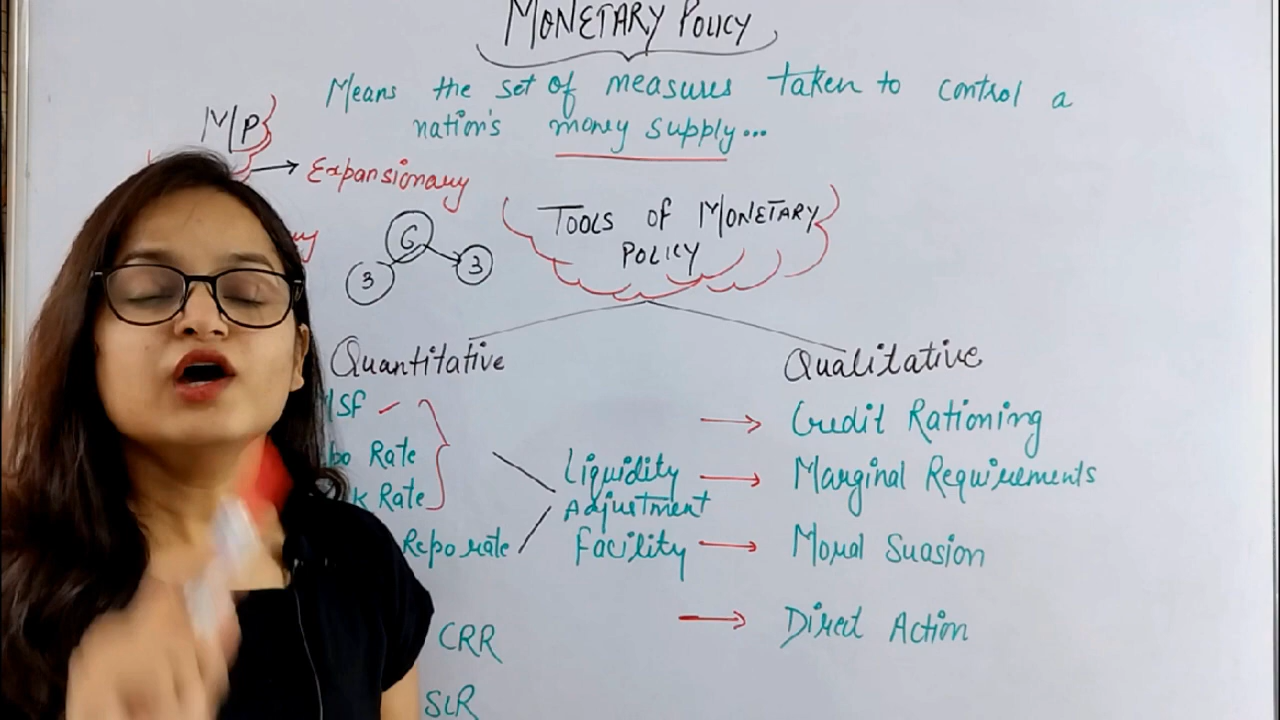 MONETARY POLICY
Means the set of measures taken to control a
nation's money supply...
M/P
Expansionary
TOOLS OF MONETARY
POLICY
6
3 3
Quantitative
Qualitative
Credit Rationing
Rate
Liquidity
Marginal Requirements
Rate
Adjustment
Repo rate
Facility
Moral Suasion
Direct Action
CRR
SLR